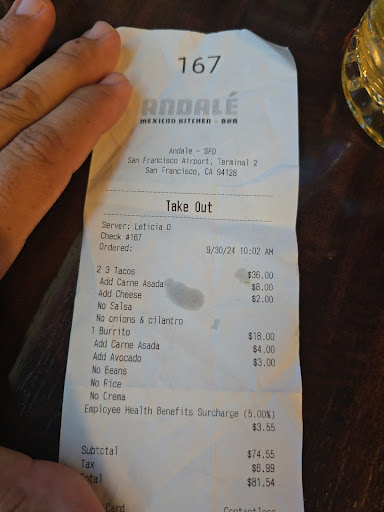 167
ANDALÉ
MEXICAN KITCHEN • BAR
Andale - SFO
San Francisco Airport, Terminal 2
San Francisco, CA 94128
Take Out
Server: Leticia O
Check #167
Ordered: 9/30/24 10:02 AM
2 3 Tacos $36.00
Add Carne Asada $8.00
Add Cheese $2.00
No Salsa
No onions & cilantro
1 Burrito $18.00
Add Carne Asada $4.00
Add Avocado $3.00
No Beans
No Rice
No Crema
Employee Health Benefits Surcharge (5.00%)
$3.55
Subtotal $74.55
Tax $6.99
Total $81.54
Card Contactless